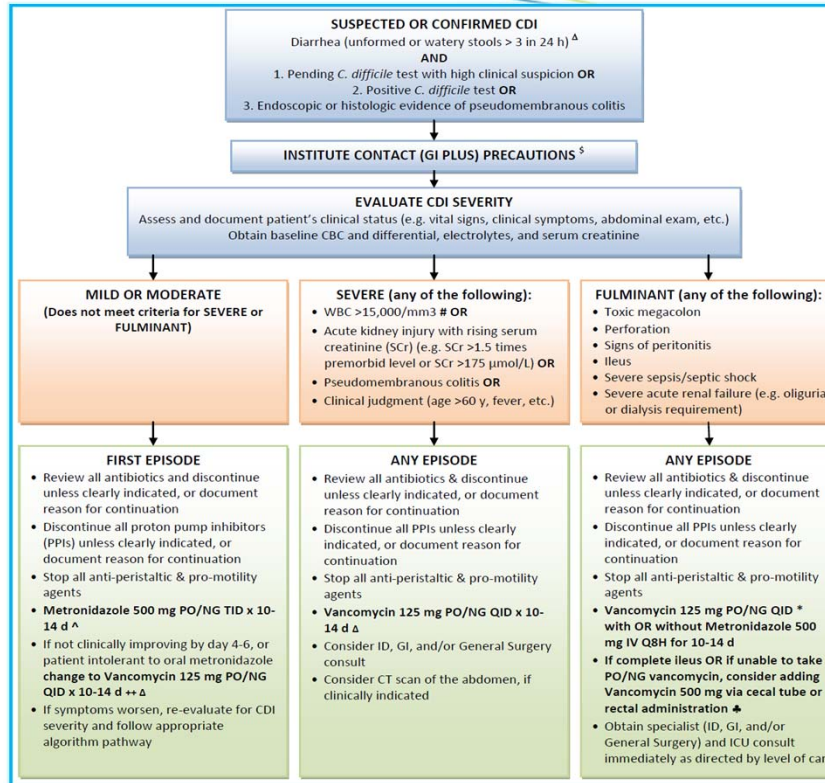 SUSPECTED OR CONFIRMED CDI
Diarrhea (unformed or watery stools > 3 in 24 h) Δ
AND
1. Pending C. difficile test with high clinical suspicion OR
2. Positive C. difficile test OR
3. Endoscopic or histologic evidence of pseudomembranous colitis
INSTITUTE CONTACT (GI PLUS) PRECAUTIONS $
EVALUATE CDI SEVERITY
Assess and document patient's clinical status (e.g. vital signs, clinical symptoms, abdominal exam, etc.)
Obtain baseline CBC and differential, electrolytes, and serum creatinine
MILD OR MODERATE
(Does not meet criteria for SEVERE or
FULMINANT)
SEVERE (any of the following):
• WBC >15,000/mm3 # OR
• Acute kidney injury with rising serum
creatinine (SCr) (e.g. SCr >1.5 times
premorbid level or SCr >175 µmol/L) OR
• Pseudomembranous colitis OR
• Clinical judgment (age >60 y, fever, etc.)
FULMINANT (any of the following):
• Toxic megacolon
• Perforation
• Signs of peritonitis
• Ileus
• Severe sepsis/septic shock
• Severe acute renal failure (e.g. oliguria
or dialysis requirement)
FIRST EPISODE
• Review all antibiotics and discontinue
unless clearly indicated, or document
reason for continuation
• Discontinue all proton pump inhibitors
(PPIs) unless clearly indicated, or
document reason for continuation
• Stop all anti-peristaltic & pro-motility
agents
• Metronidazole 500 mg PO/NG TID x 10-
14 d ^
• If not clinically improving by day 4-6, or
patient intolerant to oral metronidazole
change to Vancomycin 125 mg PO/NG
QID x 10-14 d ++ Δ
• If symptoms worsen, re-evaluate for CDI
severity and follow appropriate
algorithm pathway
ANY EPISODE
• Review all antibiotics & discontinue
unless clearly indicated, or document
reason for continuation
• Discontinue all PPIs unless clearly
indicated, or document reason for
continuation
• Stop all anti-peristaltic & pro-motility
agents
• Vancomycin 125 mg PO/NG QID x 10-
14 d Δ
• Consider ID, GI, and/or General Surgery
consult
• Consider CT scan of the abdomen, if
clinically indicated
ANY EPISODE
• Review all antibiotics & discontinue
unless clearly indicated, or document
reason for continuation
• Discontinue all PPIs unless clearly
indicated, or document reason for
continuation
• Stop all anti-peristaltic & pro-motility
agents
• Vancomycin 125 mg PO/NG QID *
with OR without Metronidazole 500
mg IV Q8H for 10-14 d
• If complete ileus OR if unable to take
PO/NG vancomycin, consider adding
Vancomycin 500 mg via cecal tube or
rectal administration ♣
• Obtain specialist (ID, GI, and/or
General Surgery) and ICU consult
immediately as directed by level of car